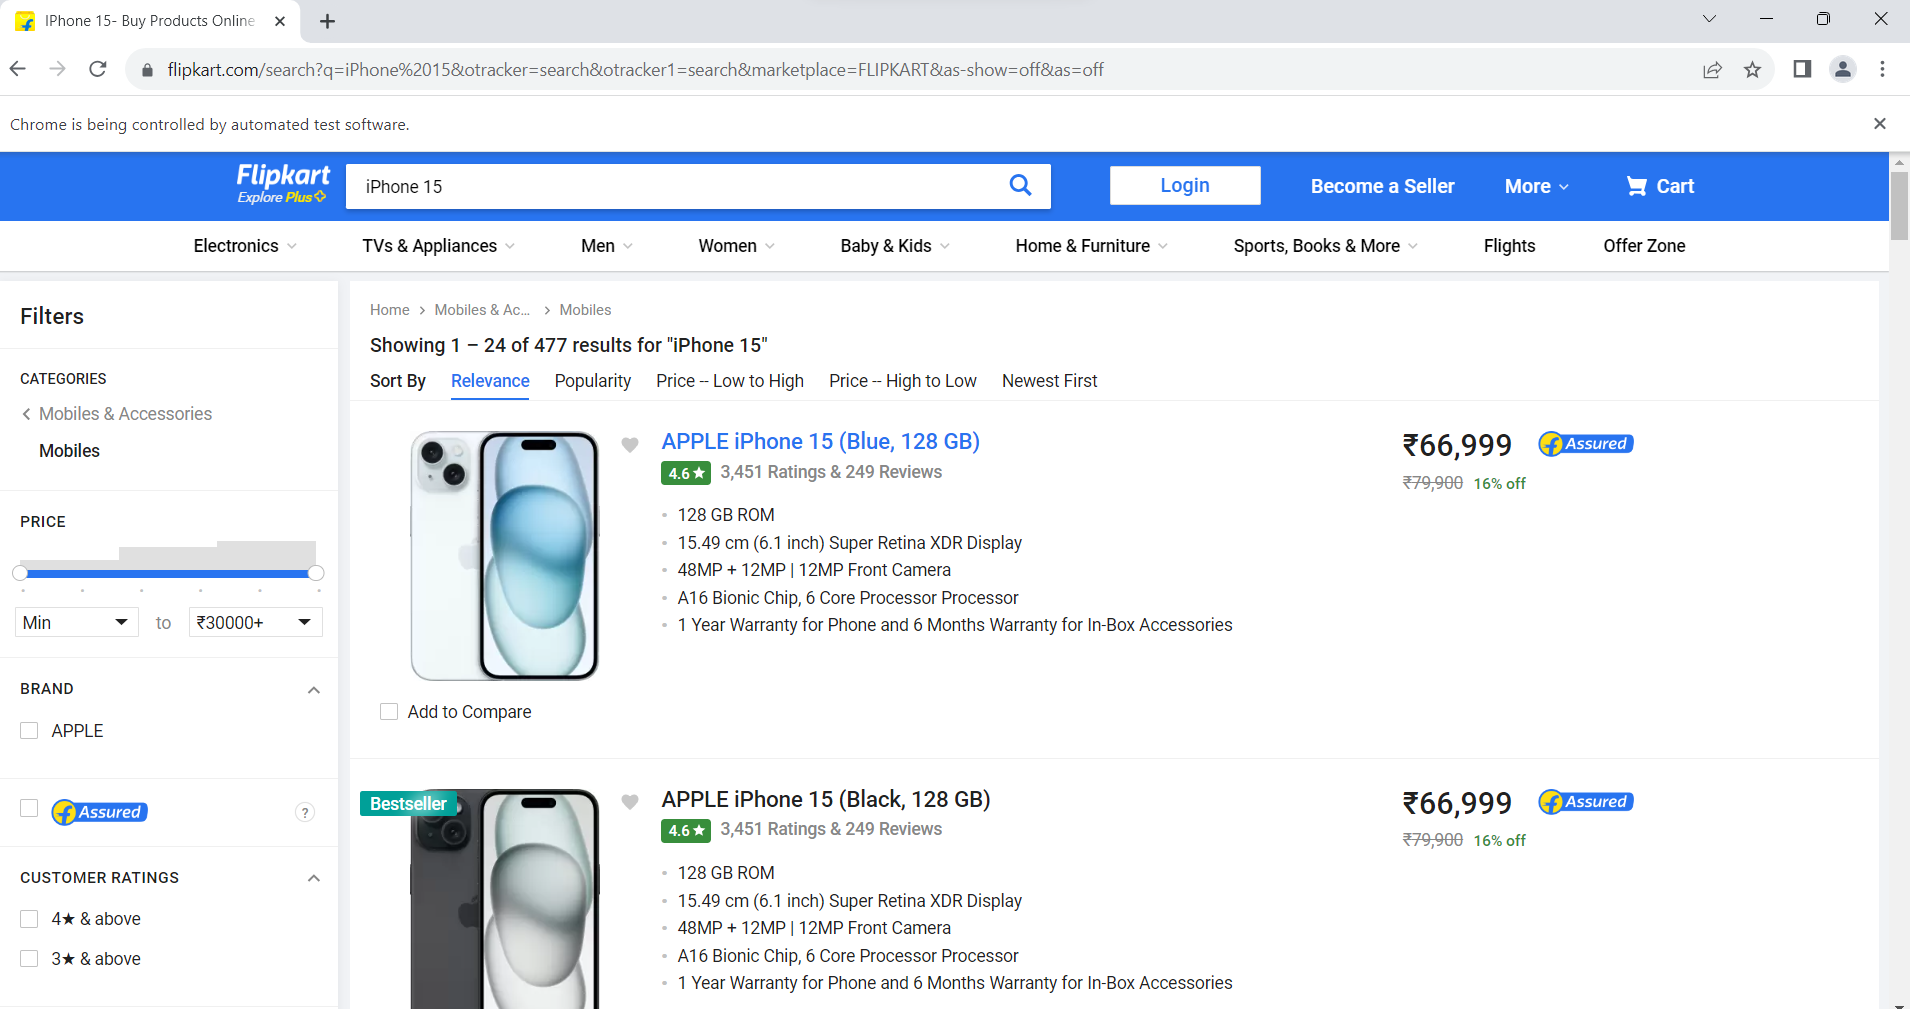 IPhone 15- Buy Products Online
flipkart.com/search?q=iPhone%2015&otracker=search&otracker1=search&marketplace=FLIPKART&as-show=off&as=off
Chrome is being controlled by automated test software.
Flipkart
Explore Plus
iPhone 15
Login
Become a Seller
More
Cart
Electronics
TVs & Appliances
Men
Women
Baby & Kids
Home & Furniture
Sports, Books & More
Flights
Offer Zone
Filters
CATEGORIES
Mobiles & Accessories
Mobiles
PRICE
Min
to
₹30000+
BRAND
APPLE
Assured
?
CUSTOMER RATINGS
4★ & above
3★ & above
Home
Mobiles & Ac...
Mobiles
Showing 1 – 24 of 477 results for "iPhone 15"
Sort By
Relevance
Popularity
Price -- Low to High
Price -- High to Low
Newest First
APPLE iPhone 15 (Blue, 128 GB)
4.6★ 3,451 Ratings & 249 Reviews
128 GB ROM
15.49 cm (6.1 inch) Super Retina XDR Display
48MP + 12MP | 12MP Front Camera
A16 Bionic Chip, 6 Core Processor Processor
1 Year Warranty for Phone and 6 Months Warranty for In-Box Accessories
₹66,999
Assured
₹79,900 16% off
Add to Compare
Bestseller
APPLE iPhone 15 (Black, 128 GB)
4.6★ 3,451 Ratings & 249 Reviews
128 GB ROM
15.49 cm (6.1 inch) Super Retina XDR Display
48MP + 12MP | 12MP Front Camera
A16 Bionic Chip, 6 Core Processor Processor
1 Year Warranty for Phone and 6 Months Warranty for In-Box Accessories
₹66,999
Assured
₹79,900 16% off